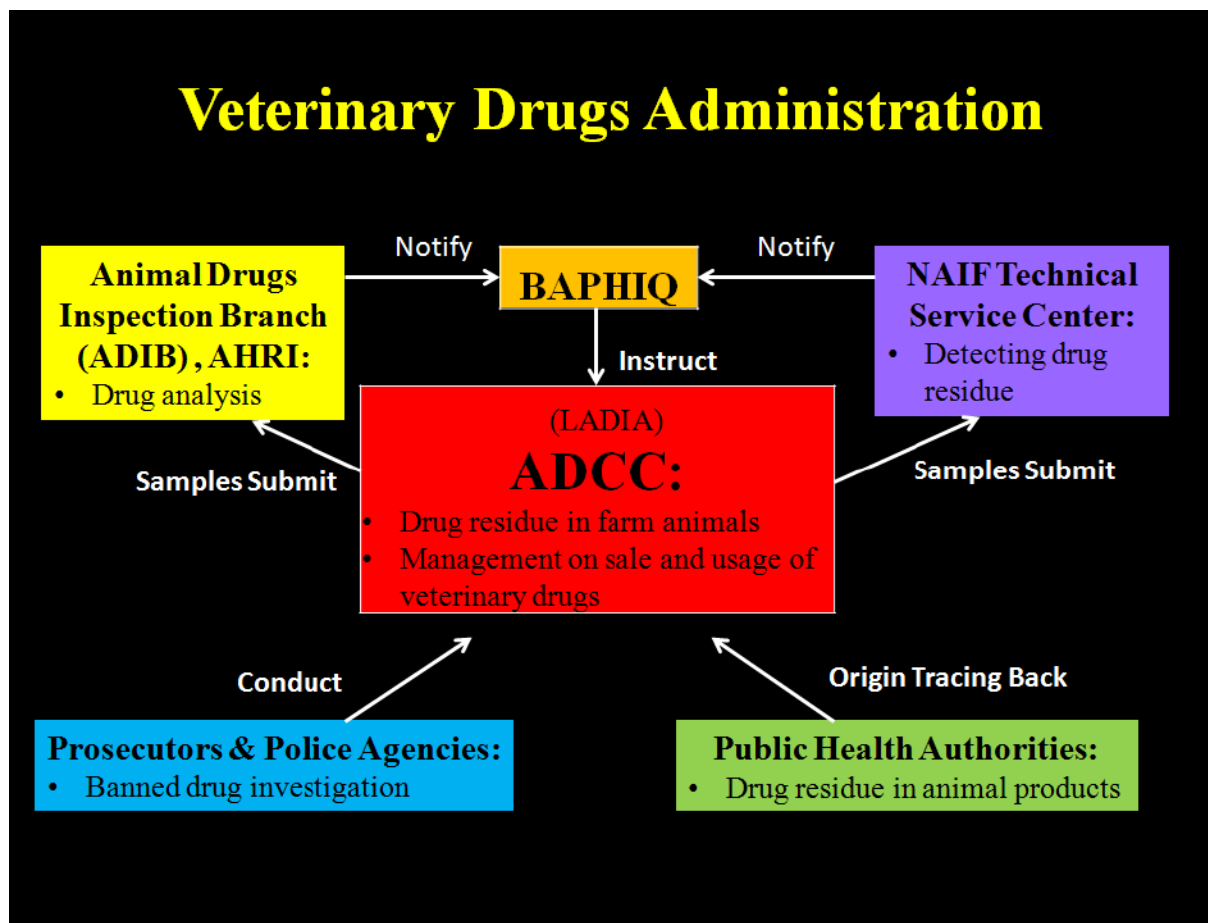 Veterinary Drugs Administration
Notify
Notify
Animal Drugs
Inspection Branch
(ADIB) , AHRI:
• Drug analysis
BAPHIQ
NAIF Technical
Service Center:
• Detecting drug
residue
Instruct
(LADIA)
ADCC:
• Drug residue in farm animals
• Management on sale and usage of
veterinary drugs
Samples Submit
Samples Submit
Conduct
Origin Tracing Back
Prosecutors & Police Agencies:
• Banned drug investigation
Public Health Authorities:
• Drug residue in animal products